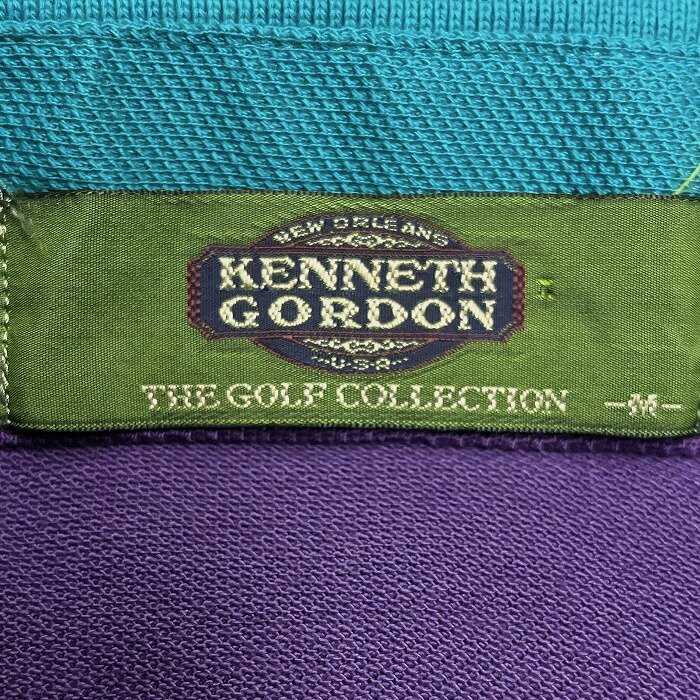 NEW ORLEANS
KENNETH
GORDON
U.S.A
THE GOLF COLLECTION -M-